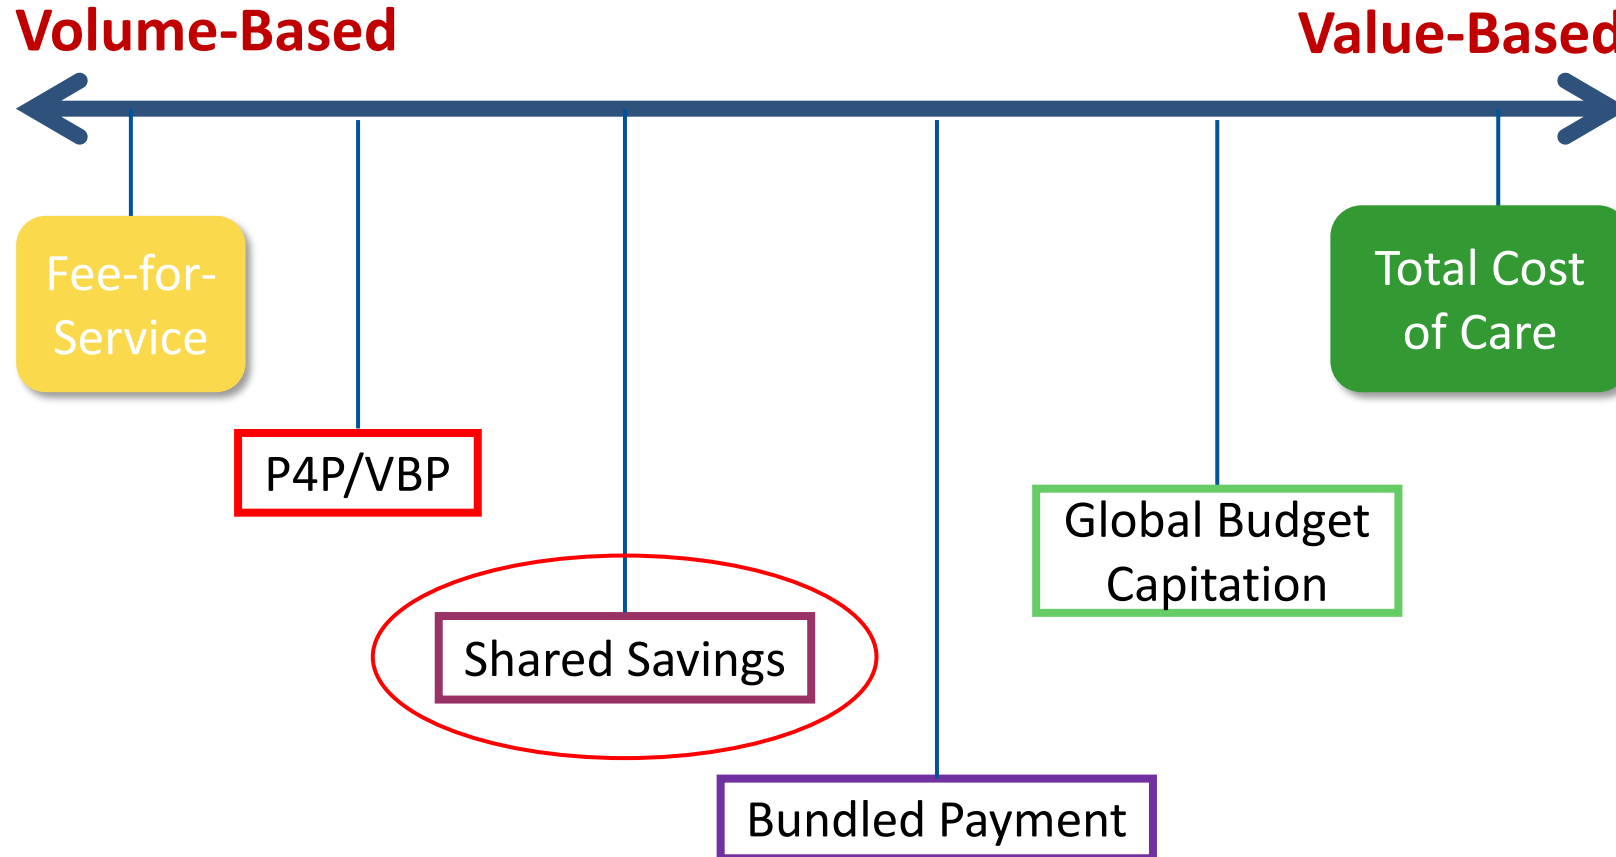 Volume-Based
Value-Based
Fee-for-
Service
Total Cost
of Care
P4P/VBP
Global Budget
Capitation
Shared Savings
Bundled Payment